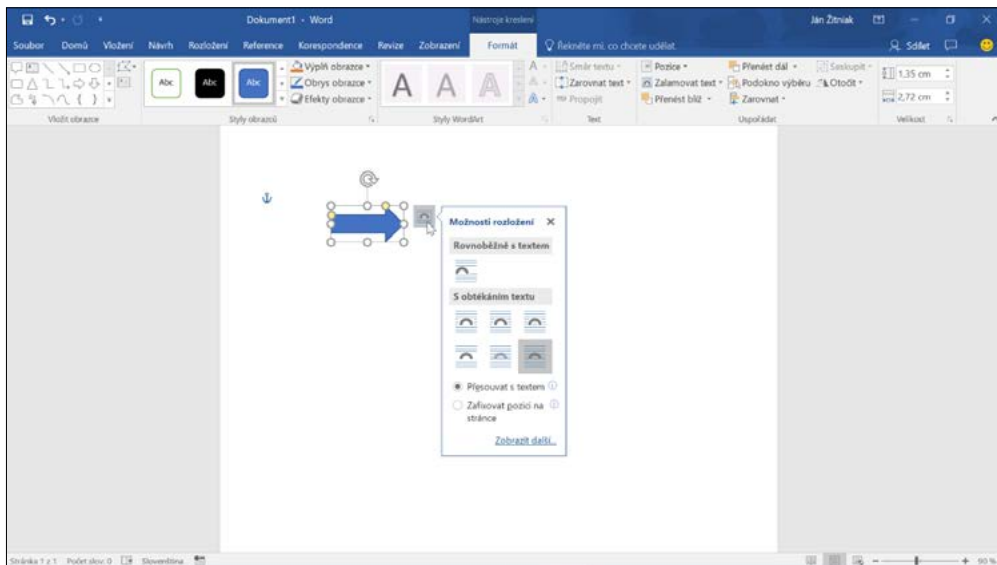 Dokument1 - Word
Nástroje kreslení
Ján Žitniak
Soubor Domů Vložení Návrh Rozložení Reference Korespondence Revize Zobrazení Formát Řekněte mi, co chcete udělat. Sdílet
Abc Abc Abc
Výplň obrazce
Obrys obrazce
Efekty obrazce
A A A
A
A
A
Směr textu
Zarovnat text
Propojit
Pozice
Zalamovat text
Přenést blíž
Přenést dál
Podokno výběru
Zarovnat
Seskupit
Otočit
1,35 cm
2,72 cm
Vložit obrazce Styly obrazců Styly WordArt Text Uspořádat Velikost
Možnosti rozložení
Rovnoběžně s textem
S obtékáním textu
Přesouvat s textem
Zafixovat pozici na
stránce
Zobrazit další...
Stránka 1 z 1 Počet slov: 0 Slovenština 90 %